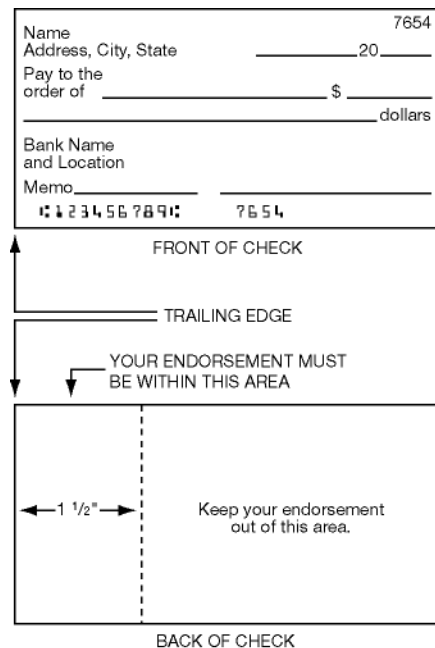 7654
Name
Address, City, State 20
Pay to the
order of $
dollars
Bank Name
and Location
Memo
⑆123456789⑆ 7654
FRONT OF CHECK
TRAILING EDGE
YOUR ENDORSEMENT MUST
BE WITHIN THIS AREA
1 1/2"
Keep your endorsement
out of this area.
BACK OF CHECK